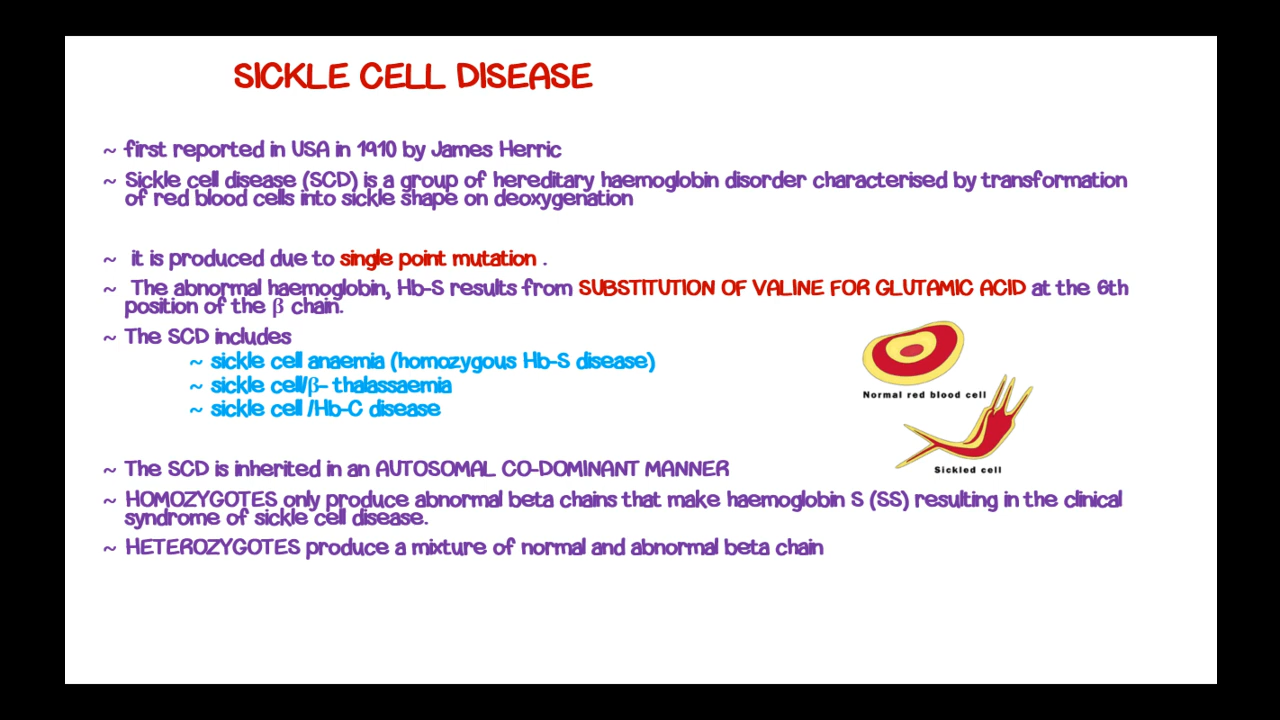 SICKLE CELL DISEASE
~ first reported in USA in 1910 by James Herric
~ Sickle cell disease (SCD) is a group of hereditary haemoglobin disorder characterised by transformation
of red blood cells into sickle shape on deoxygenation
~ it is produced due to single point mutation .
~ The abnormal haemoglobin, Hb-S results from SUBSTITUTION OF VALINE FOR GLUTAMIC ACID at the 6th
position of the β chain.
~ The SCD includes
~ sickle cell anaemia (homozygous Hb-S disease)
~ sickle cell/β- thalassaemia
~ sickle cell /Hb-C disease
Normal red blood cell
Sickled cell
~ The SCD is inherited in an AUTOSOMAL CO-DOMINANT MANNER
~ HOMOZYGOTES only produce abnormal beta chains that make haemoglobin S (SS) resulting in the clinical
syndrome of sickle cell disease.
~ HETEROZYGOTES produce a mixture of normal and abnormal beta chain